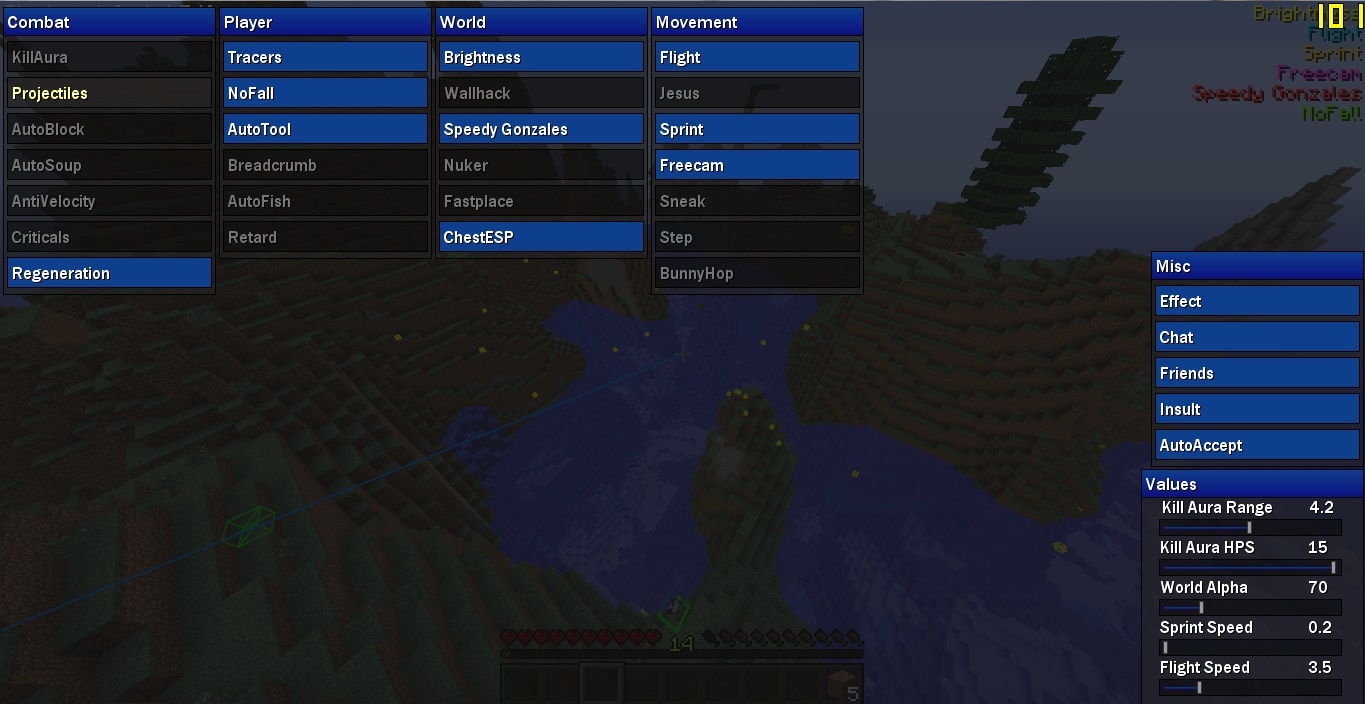 Combat
KillAura
Projectiles
AutoBlock
AutoSoup
AntiVelocity
Criticals
Regeneration
Player
Tracers
NoFall
AutoTool
Breadcrumb
AutoFish
Retard
World
Brightness
Wallhack
Speedy Gonzales
Nuker
Fastplace
ChestESP
Movement
Flight
Jesus
Sprint
Freecam
Sneak
Step
BunnyHop
Brightness
Flight
Sprint
Freecam
Speedy Gonzales
NoFall
Misc
Effect
Chat
Friends
Insult
AutoAccept
Values
Kill Aura Range 4.2
Kill Aura HPS 15
World Alpha 70
Sprint Speed 0.2
Flight Speed 3.5
14
5